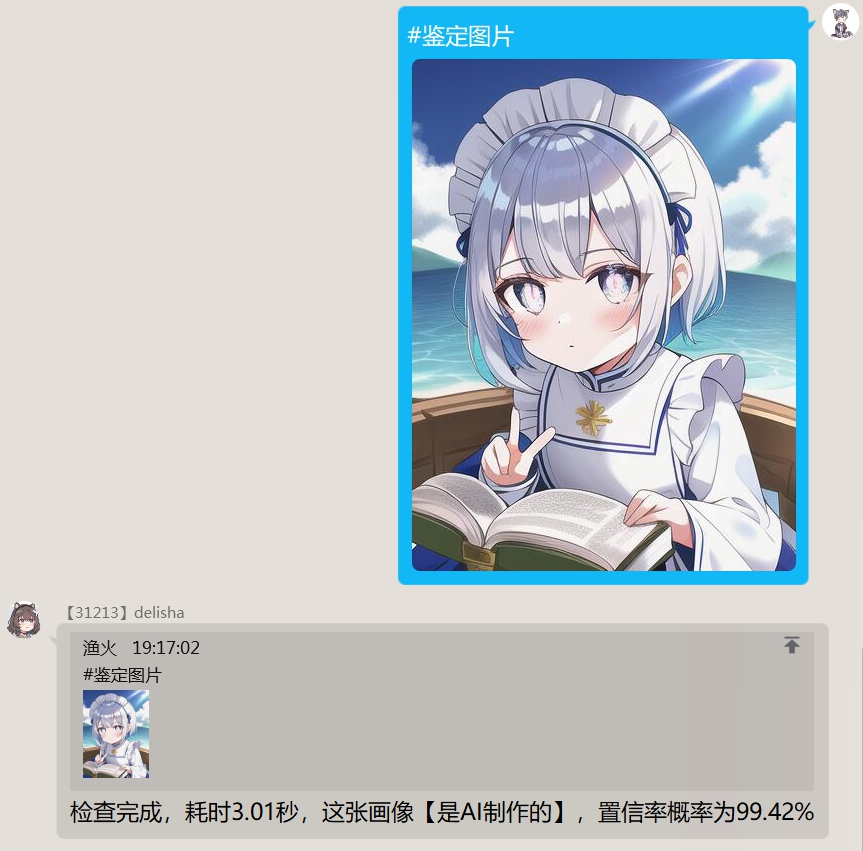 #鉴定图片
【31213】delisha
渔火 19:17:02
#鉴定图片
检查完成，耗时3.01秒，这张画像【是AI制作的】，置信率概率为99.42%